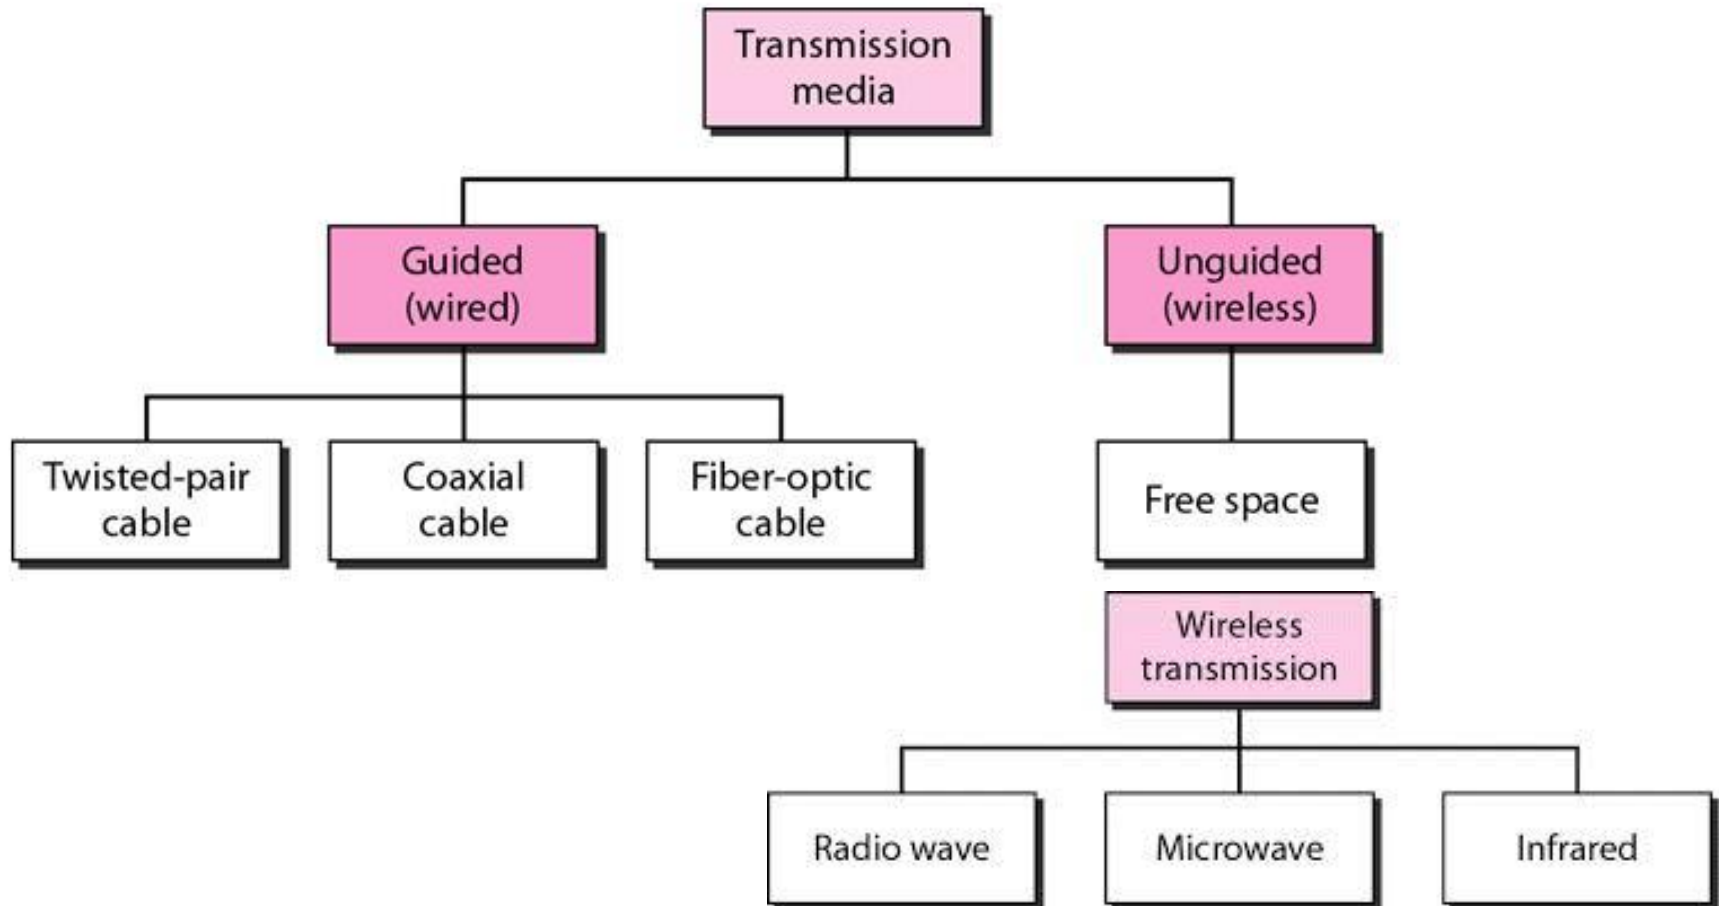 Transmission
media
Guided
(wired)
Unguided
(wireless)
Twisted-pair
cable
Coaxial
cable
Fiber-optic
cable
Free space
Wireless
transmission
Radio wave
Microwave
Infrared